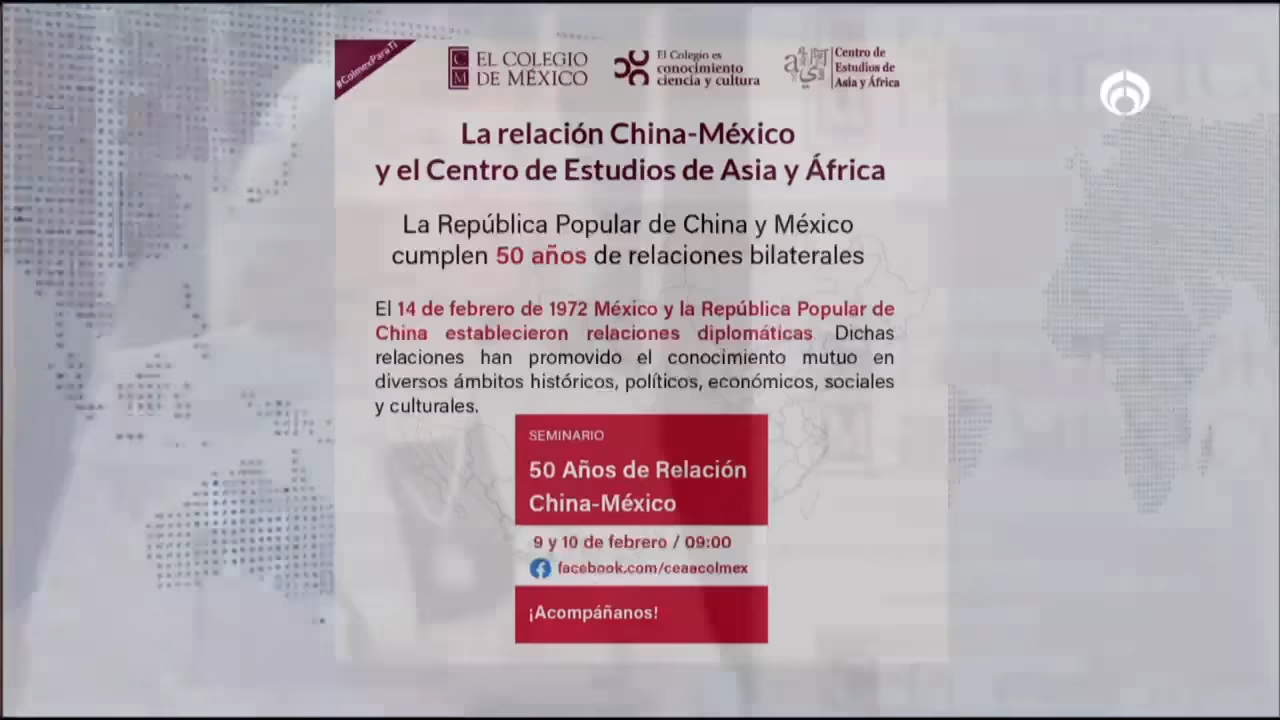 #ColmexParaTi
EL COLEGIO
DE MÉXICO
El Colegio es
conocimiento
ciencia y cultura
Centro de
Estudios de
Asia y África
La relación China-México
y el Centro de Estudios de Asia y África
La República Popular de China y México
cumplen 50 años de relaciones bilaterales
El 14 de febrero de 1972 México y la República Popular de
China establecieron relaciones diplomáticas. Dichas
relaciones han promovido el conocimiento mutuo en
diversos ámbitos históricos, políticos, económicos, sociales
y culturales.
SEMINARIO
50 Años de Relación
China-México
9 y 10 de febrero / 09:00
facebook.com/ceaacolmex
¡Acompáñanos!